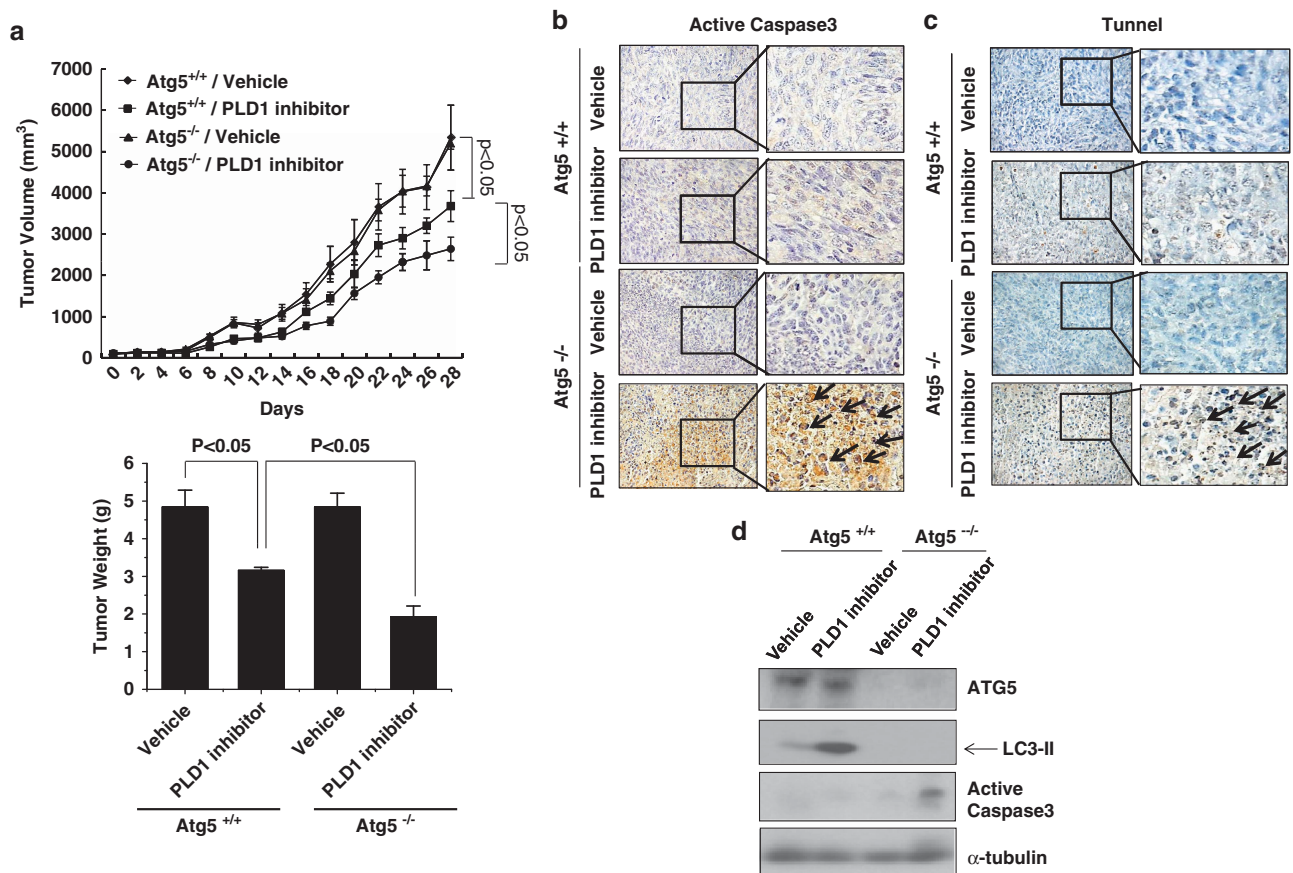 a
7000
6000
5000
4000
3000
2000
1000
0
Tumor Volume (mm3)
Atg5+/+ / Vehicle
Atg5+/+ / PLD1 inhibitor
Atg5-/- / Vehicle
Atg5-/- / PLD1 inhibitor
p<0.05
p<0.05
0 2 4 6 8 10 12 14 16 18 20 22 24 26 28
Days
P<0.05 P<0.05
6
5
4
3
2
1
0
Tumor Weight (g)
Vehicle
PLD1 inhibitor
Vehicle
PLD1 inhibitor
Atg5 +/+
Atg5 -/-
b
Active Caspase3
Atg5 +/+
Vehicle
PLD1 inhibitor
Atg5 -/-
Vehicle
PLD1 inhibitor
c
Tunnel
Atg5 +/+
Vehicle
PLD1 inhibitor
Atg5 -/-
Vehicle
PLD1 inhibitor
d
Atg5 +/+
Atg5 --/-
Vehicle
PLD1 inhibitor
Vehicle
PLD1 inhibitor
ATG5
LC3-II
Active
Caspase3
α-tubulin